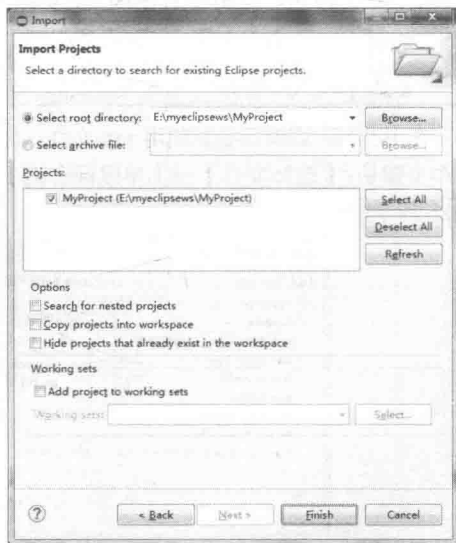 Import
Import Projects
Select a directory to search for existing Eclipse projects.
Select root directory: E:\myeclipsews\MyProject Browse...
Select archive file: Browse...
Projects:
MyProject (E:\myeclipsews\MyProject)
Select All
Deselect All
Refresh
Options
Search for nested projects
Copy projects into workspace
Hide projects that already exist in the workspace
Working sets
Add project to working sets
Working sets: Select...
? < Back Next > Finish Cancel